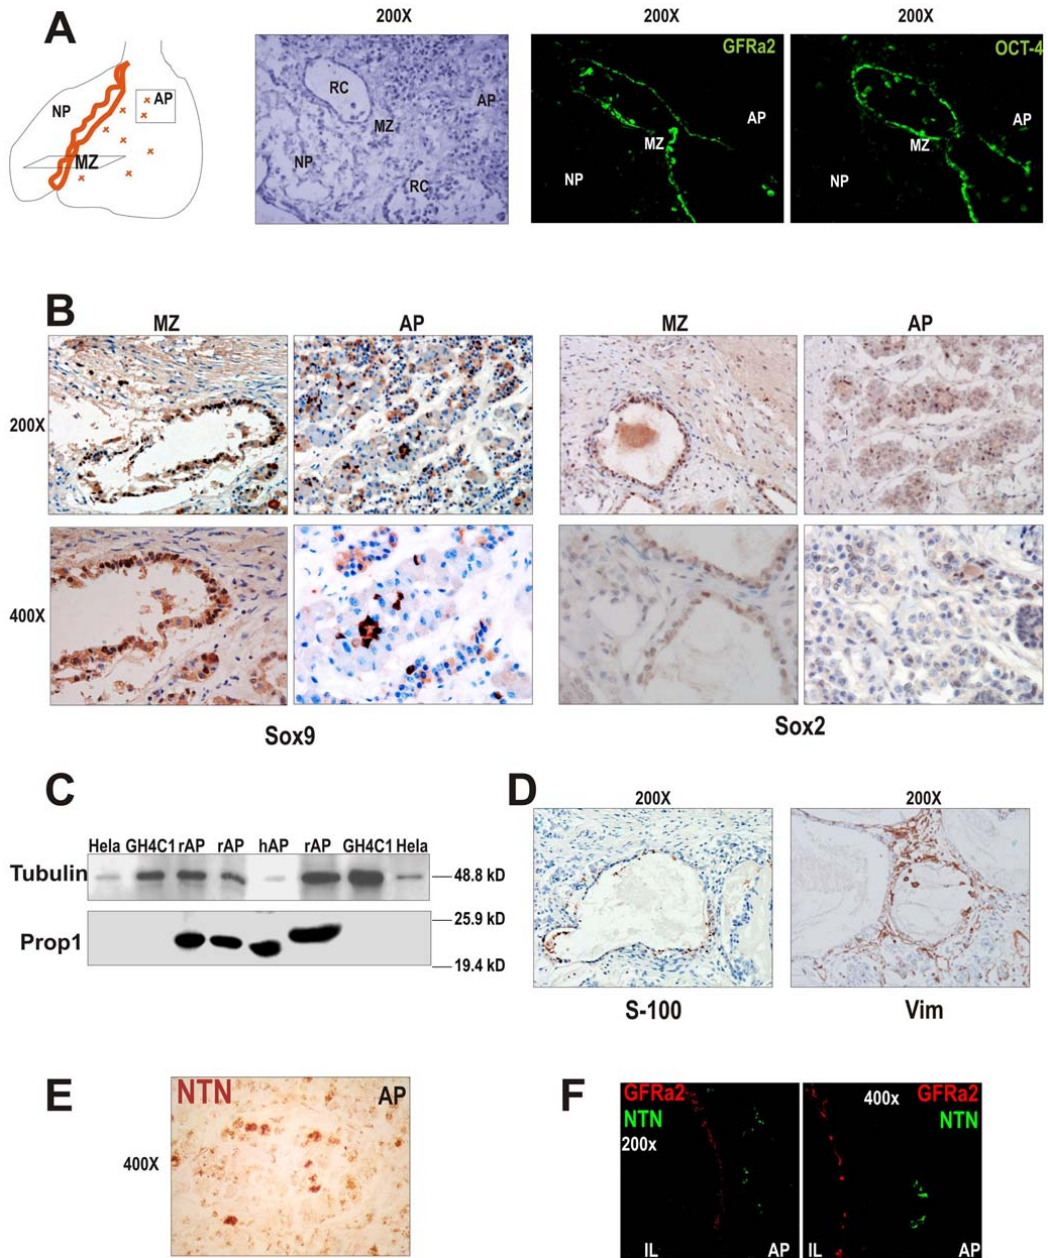 A
200X
200X
200X
NP
AP
MZ
RC
AP
MZ
NP
RC
GFRa2
AP
MZ
NP
OCT-4
AP
MZ
NP
B
MZ
AP
MZ
AP
200X
400X
Sox9
Sox2
C
Hela GH4C1 rAP rAP hAP rAP GH4C1 Hela
Tubulin
48.8 kD
25.9 kD
Prop1
19.4 kD
D
200X
200X
S-100
Vim
E
NTN
AP
400X
F
GFRa2
NTN
200x
IL
AP
GFRa2
400x
NTN
IL
AP